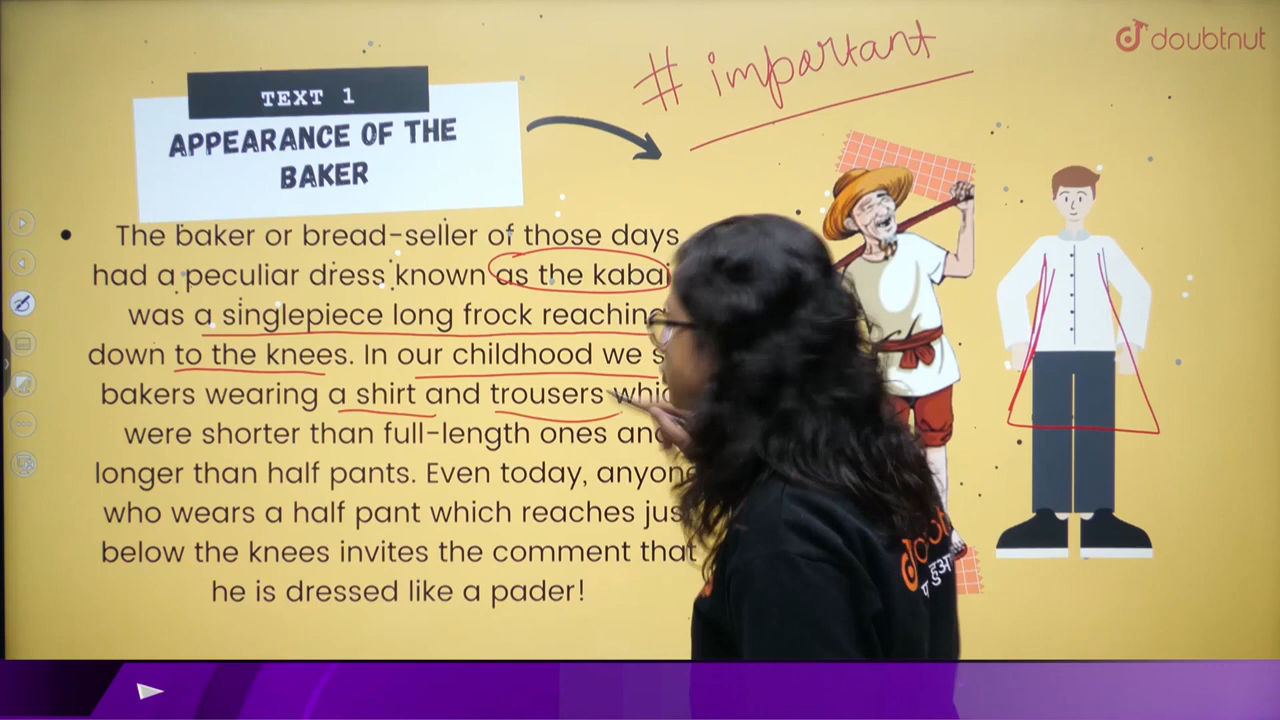 # important
doubtnut
TEXT 1
APPEARANCE OF THE
BAKER
The baker or bread-seller of those days
had a peculiar dress known as the kabai
was a singlepiece long frock reaching
down to the knees. In our childhood we
bakers wearing a shirt and trousers
were shorter than full-length ones and
longer than half pants. Even today, anyone
who wears a half pant which reaches just
below the knees invites the comment that
he is dressed like a pader!